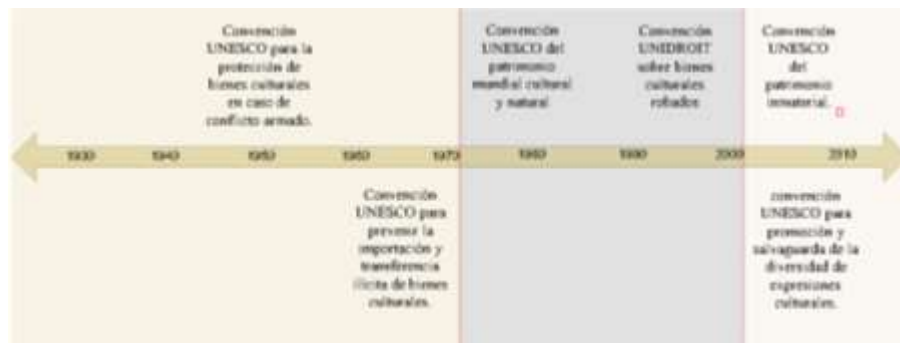 Convención
UNESCO para la
protección de
bienes culturales
en caso de
conflicto armado.
Convención
UNESCO del
patrimonio
mundial cultural
y natural
Convención
UNIDROIT
sobre bienes
culturales
robados
Convención
UNESCO
del
patrimonio
inmaterial.
1930 1940 1950 1960 1970 1980 1990 2000 2010
Convención
UNESCO para
prevenir la
importación y
transferencia
ilícita de bienes
culturales.
convención
UNESCO para
promoción y
salvaguarda de la
diversidad de
expresiones
culturales.